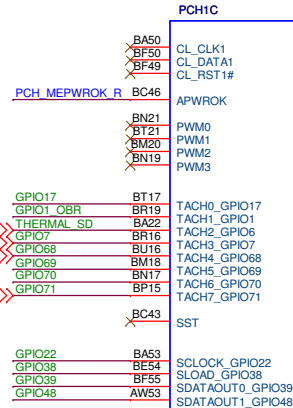 PCH1C
BA50 CL_CLK1
BF50 CL_DATA1
BF49 CL_RST1#
PCH_MEPWROK_R BC46 APWROK
BN21 PWM0
BT21 PWM1
BM20 PWM2
BN19 PWM3
GPIO17 BT17 TACH0_GPIO17
GPIO1_OBR BR19 TACH1_GPIO1
THERMAL_SD BA22 TACH2_GPIO6
GPIO7 BR16 TACH3_GPIO7
GPIO68 BU16 TACH4_GPIO68
GPIO69 BM18 TACH5_GPIO69
GPIO70 BN17 TACH6_GPIO70
GPIO71 BP15 TACH7_GPIO71
BC43 SST
GPIO22 BA53 SCLOCK_GPIO22
GPIO38 BE54 SLOAD_GPIO38
GPIO39 BF55 SDATAOUT0_GPIO39
GPIO48 AW53 SDATAOUT1_GPIO48